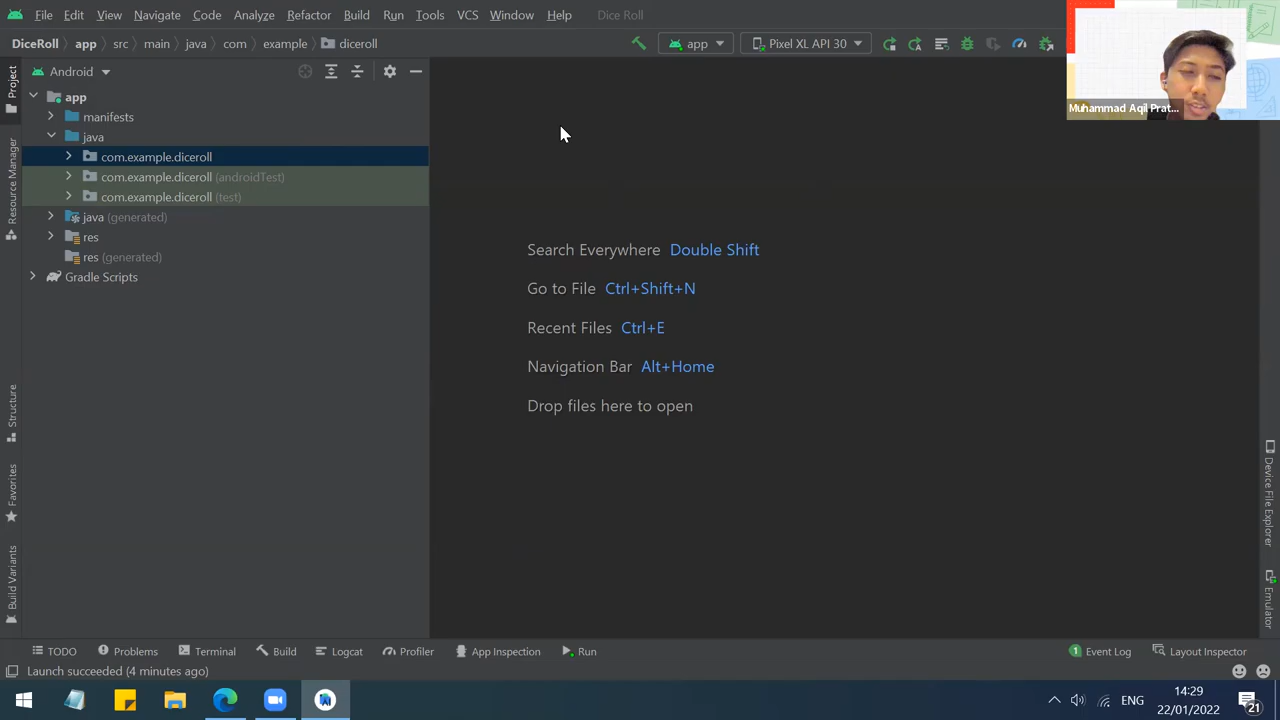 File Edit View Navigate Code Analyze Refactor Build Run Tools VCS Window Help Dice Roll
DiceRoll app src main java com example diceroll app Pixel XL API 30
Muhammad Aqil Prat...
Project
Resource Manager
Structure
Favorites
Build Variants
Android
app
manifests
java
com.example.diceroll
com.example.diceroll (androidTest)
com.example.diceroll (test)
java (generated)
res
res (generated)
Gradle Scripts
Search Everywhere Double Shift
Go to File Ctrl+Shift+N
Recent Files Ctrl+E
Navigation Bar Alt+Home
Drop files here to open
Device File Explorer
Emulator
TODO Problems Terminal Build Logcat Profiler App Inspection Run 1 Event Log Layout Inspector
Launch succeeded (4 minutes ago)
ENG
14:29
22/01/2022
21